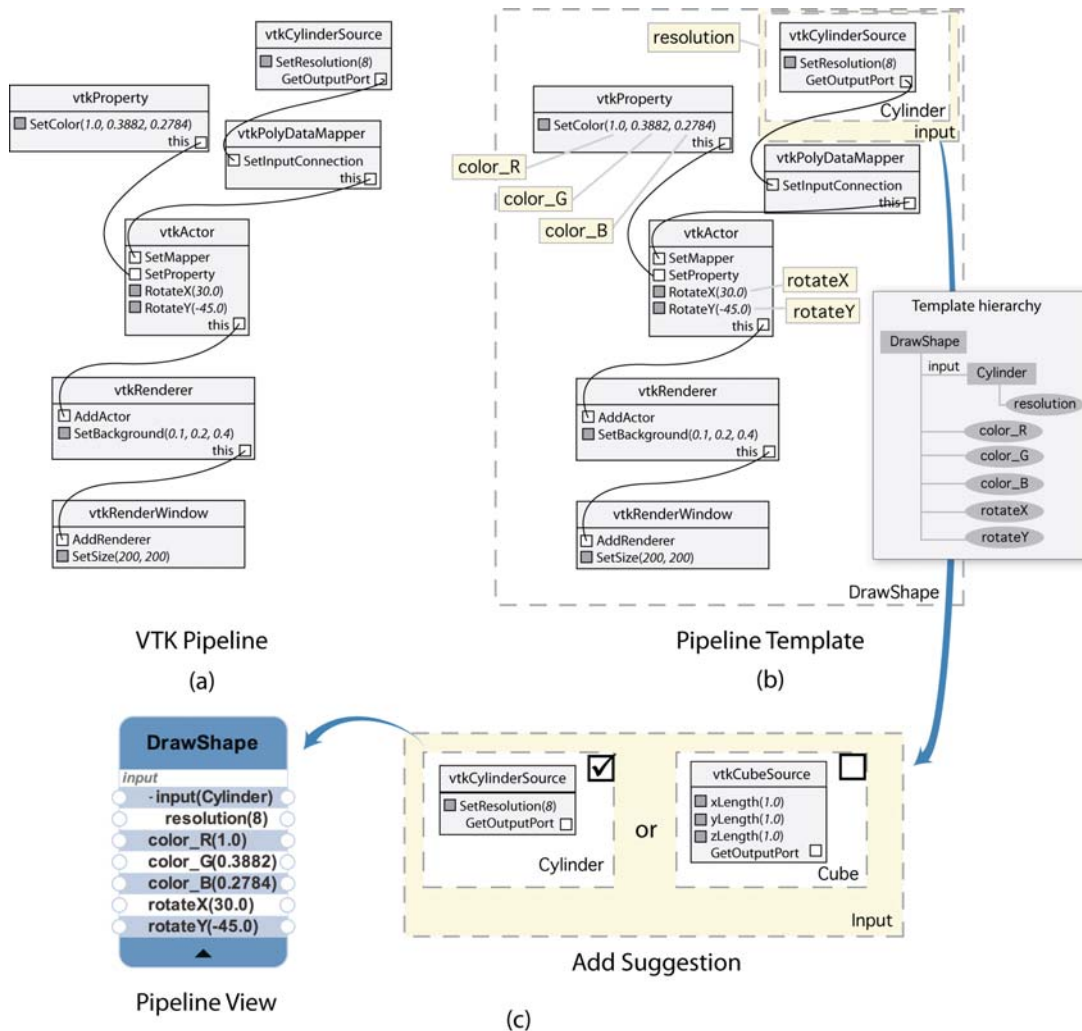 vtkCylinderSource
SetResolution(8)
GetOutputPort
vtkProperty
SetColor(1.0, 0.3882, 0.2784)
this
vtkPolyDataMapper
SetInputConnection
this
vtkActor
SetMapper
SetProperty
RotateX(30.0)
RotateY(-45.0)
this
vtkRenderer
AddActor
SetBackground(0.1, 0.2, 0.4)
this
vtkRenderWindow
AddRenderer
SetSize(200, 200)
VTK Pipeline
(a)
resolution
vtkCylinderSource
SetResolution(8)
GetOutputPort
Cylinder
input
vtkProperty
SetColor(1.0, 0.3882, 0.2784)
this
color_R
color_G
color_B
vtkPolyDataMapper
SetInputConnection
this
vtkActor
SetMapper
SetProperty
RotateX(30.0)
RotateY(-45.0)
this
rotateX
rotateY
vtkRenderer
AddActor
SetBackground(0.1, 0.2, 0.4)
this
vtkRenderWindow
AddRenderer
SetSize(200, 200)
DrawShape
Template hierarchy
DrawShape
input
Cylinder
resolution
color_R
color_G
color_B
rotateX
rotateY
Pipeline Template
(b)
DrawShape
input
-input(Cylinder)
resolution(8)
color_R(1.0)
color_G(0.3882)
color_B(0.2784)
rotateX(30.0)
rotateY(-45.0)
Pipeline View
vtkCylinderSource
SetResolution(8)
GetOutputPort
Cylinder
or
vtkCubeSource
xLength(1.0)
yLength(1.0)
zLength(1.0)
GetOutputPort
Cube
Input
Add Suggestion
(c)